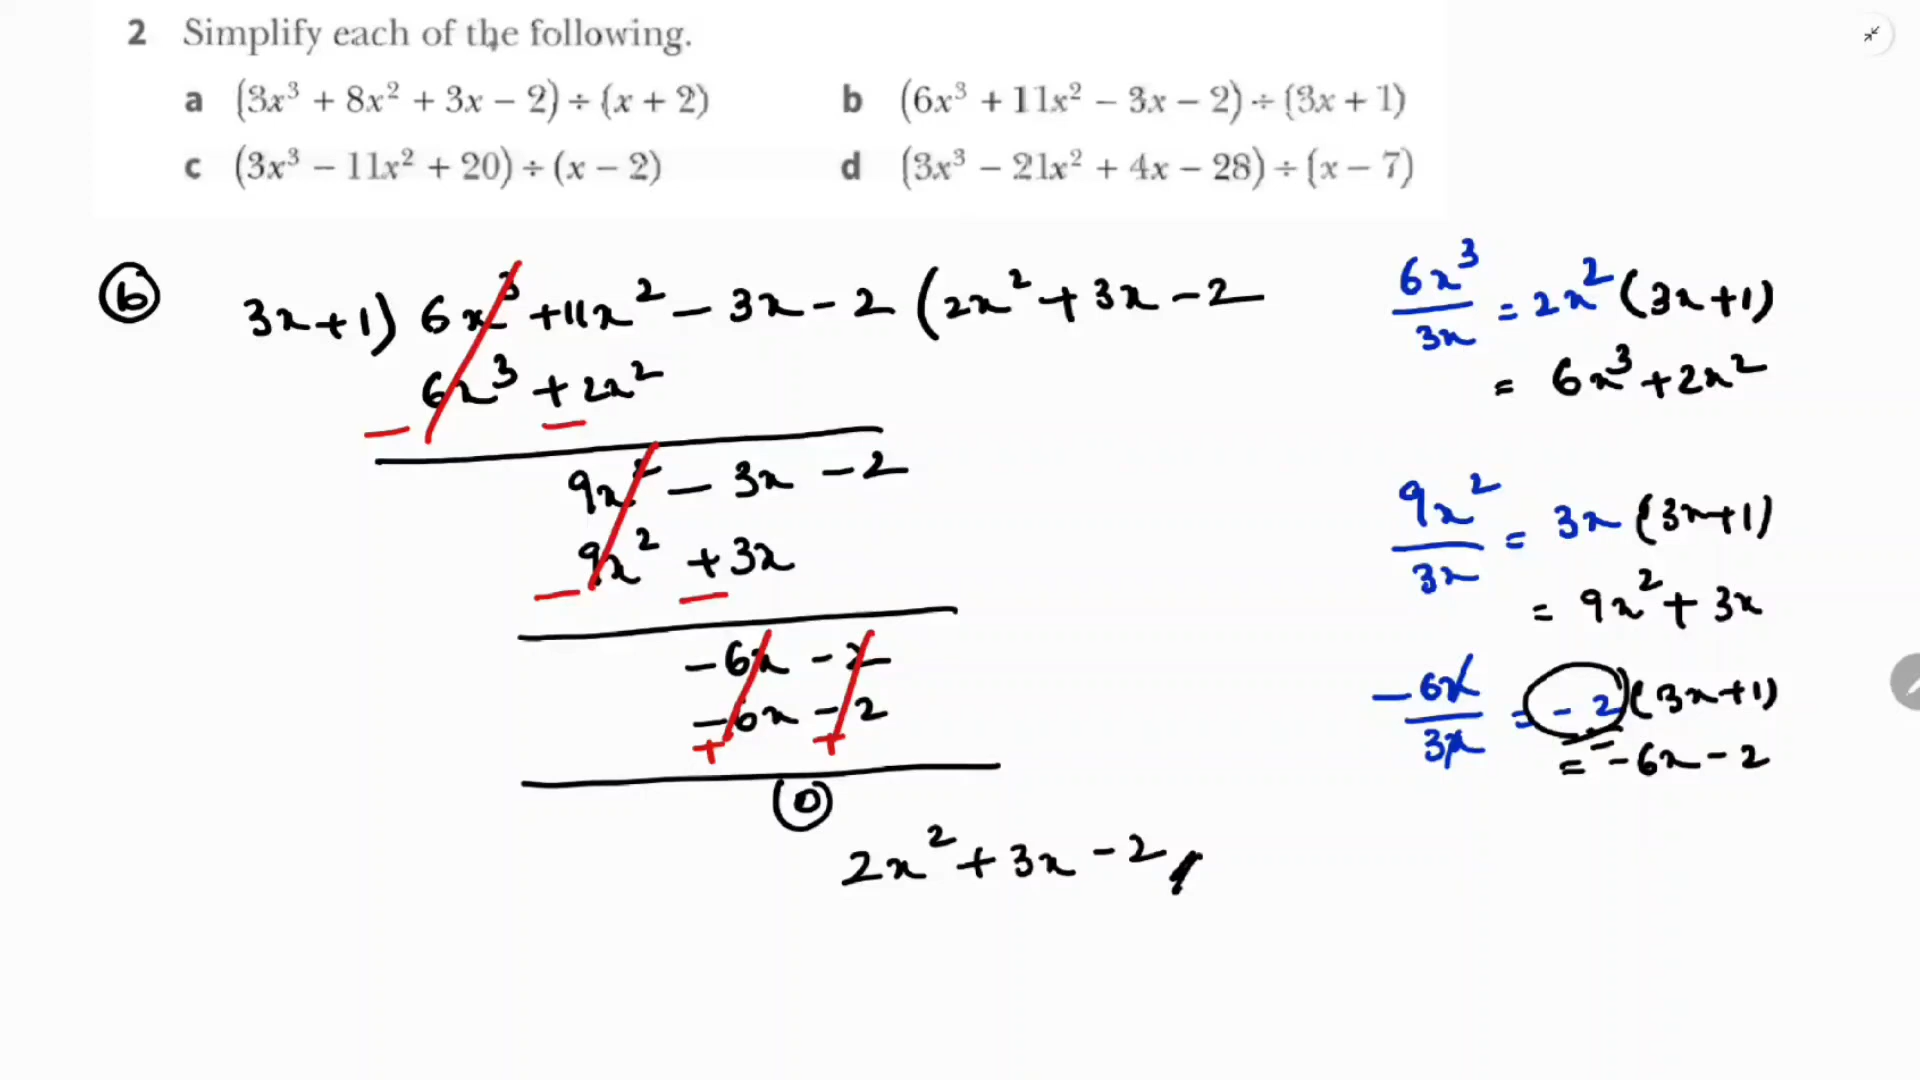 2 Simplify each of the following.
a (3x³ + 8x² + 3x − 2) ÷ (x + 2)
b (6x³ + 11x² − 3x − 2) ÷ (3x + 1)
c (3x³ − 11x² + 20) ÷ (x − 2)
d (3x³ − 21x² + 4x − 28) ÷ (x − 7)
b 3x+1) 6x³ +11x² − 3x − 2 (2x² + 3x − 2
6x³ + 2x²
− −
9x² − 3x − 2
9x² + 3x
− −
−6x − 2
−6x − 2
+ +
0
2x² + 3x − 2
6x³/3x = 2x² (3x+1)
= 6x³ + 2x²
9x²/3x = 3x (3x+1)
= 9x² + 3x
−6x/3x = −2 (3x+1)
= −6x − 2